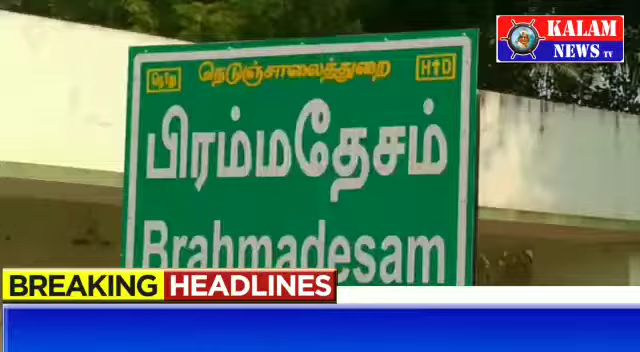 KALAM
NEWS TV
நெ.து நெடுஞ்சாலைத்துறை H+D
பிரம்மதேசம்
Brahmadesam
BREAKING HEADLINES